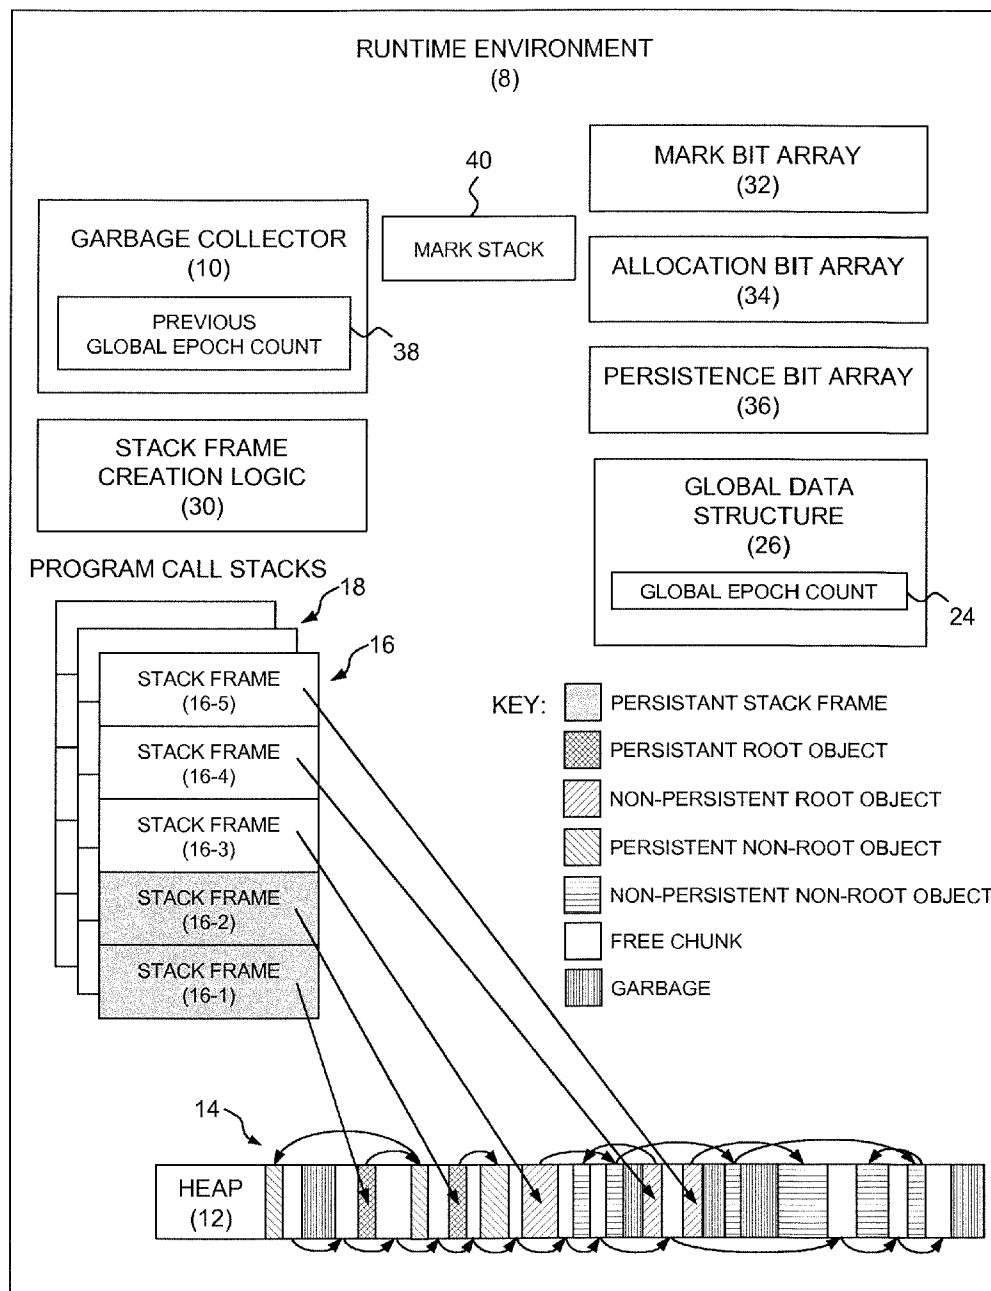 RUNTIME ENVIRONMENT
(8)
MARK BIT ARRAY
(32)
40
GARBAGE COLLECTOR
(10)
MARK STACK
ALLOCATION BIT ARRAY
(34)
PREVIOUS
GLOBAL EPOCH COUNT
38
PERSISTENCE BIT ARRAY
(36)
STACK FRAME
CREATION LOGIC
(30)
GLOBAL DATA
STRUCTURE
(26)
GLOBAL EPOCH COUNT
24
PROGRAM CALL STACKS
18
16
STACK FRAME
(16-5)
STACK FRAME
(16-4)
STACK FRAME
(16-3)
STACK FRAME
(16-2)
STACK FRAME
(16-1)
KEY:
PERSISTANT STACK FRAME
PERSISTANT ROOT OBJECT
NON-PERSISTENT ROOT OBJECT
PERSISTENT NON-ROOT OBJECT
NON-PERSISTENT NON-ROOT OBJECT
FREE CHUNK
GARBAGE
14
HEAP
(12)